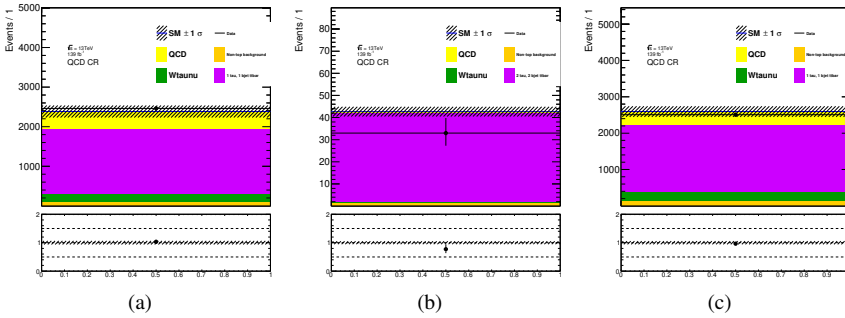 Events / 1
5000
4000
3000
2000
1000
SM ± 1 σ
Data
QCD
Non-top background
Wtaunu
1 tau, 1 bjet ttbar
= 13TeV
139 fb⁻¹
QCD CR
2
1
0
0 0.1 0.2 0.3 0.4 0.5 0.6 0.7 0.8 0.9 1
(a)
Events / 1
80
70
60
50
40
30
20
10
SM ± 1 σ
Data
QCD
Non-top background
Wtaunu
2 tau, 2 bjet ttbar
= 13TeV
139 fb⁻¹
QCD CR
2
1
0
0 0.1 0.2 0.3 0.4 0.5 0.6 0.7 0.8 0.9 1
(b)
Events / 1
5000
4000
3000
2000
1000
SM ± 1 σ
Data
QCD
Non-top background
Wtaunu
1 tau, 1 bjet ttbar
= 13TeV
139 fb⁻¹
QCD CR
2
1
0
0 0.1 0.2 0.3 0.4 0.5 0.6 0.7 0.8 0.9
(c)